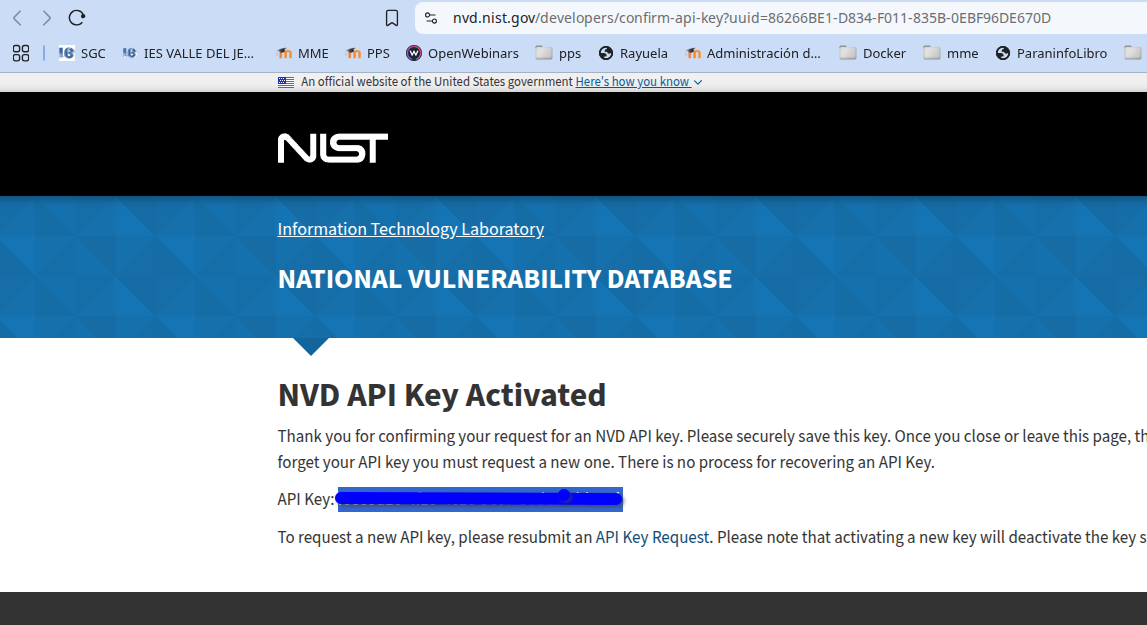 nvd.nist.gov/developers/confirm-api-key?uuid=86266BE1-D834-F011-835B-0EBF96DE670D
SGC IES VALLE DEL JE... MME PPS OpenWebinars pps Rayuela Administración d... Docker mme ParaninfoLibro
An official website of the United States government Here's how you know
NIST
Information Technology Laboratory
NATIONAL VULNERABILITY DATABASE
NVD API Key Activated
Thank you for confirming your request for an NVD API key. Please securely save this key. Once you close or leave this page, th
forget your API key you must request a new one. There is no process for recovering an API Key.
API Key:
To request a new API key, please resubmit an API Key Request. Please note that activating a new key will deactivate the key s